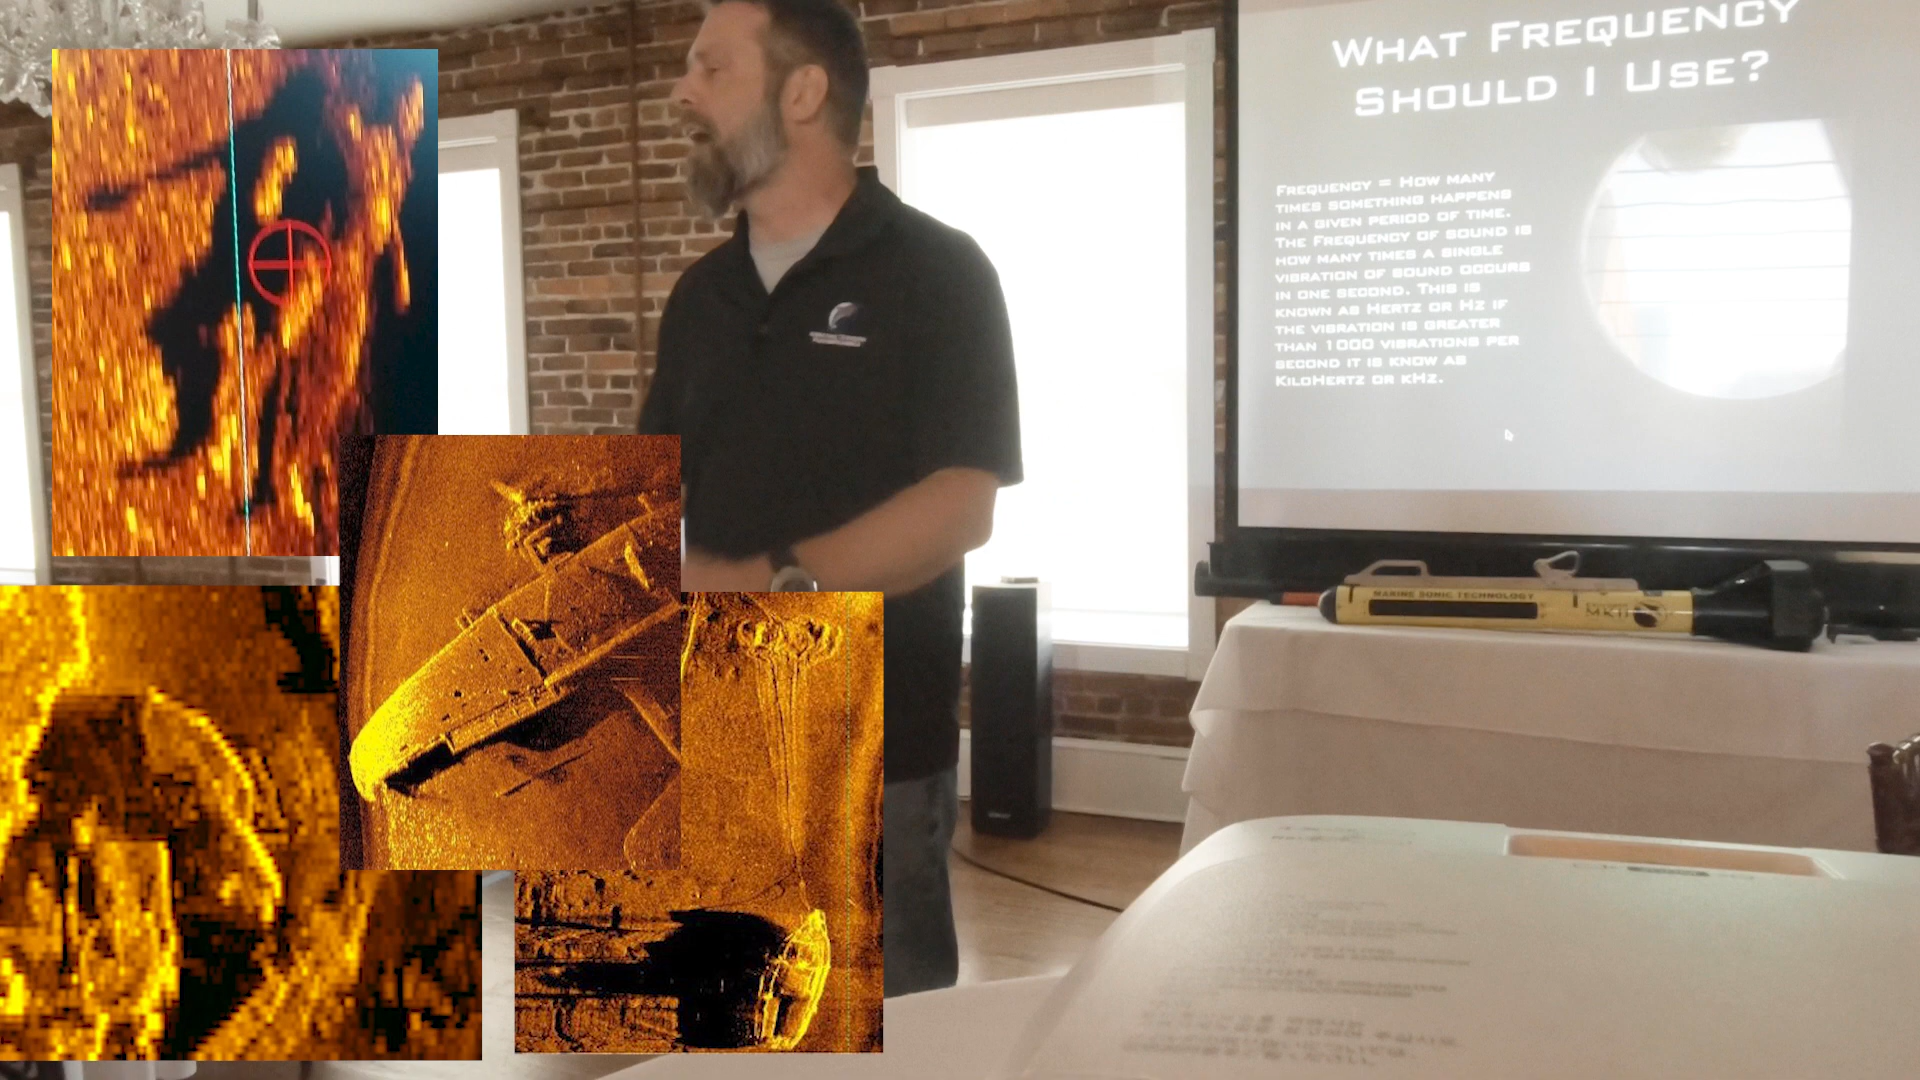 WHAT FREQUENCY
SHOULD I USE?
FREQUENCY = HOW MANY
TIMES SOMETHING HAPPENS
IN A GIVEN PERIOD OF TIME.
THE FREQUENCY OF SOUND IS
HOW MANY TIMES A SINGLE
VIBRATION OF SOUND OCCURS
IN ONE SECOND. THIS IS
KNOWN AS HERTZ OR HZ IF
THE VIBRATION IS GREATER
THAN 1000 VIBRATIONS PER
SECOND IT IS KNOW AS
KILOHERTZ OR KHZ.
MARINE SONIC TECHNOLOGY